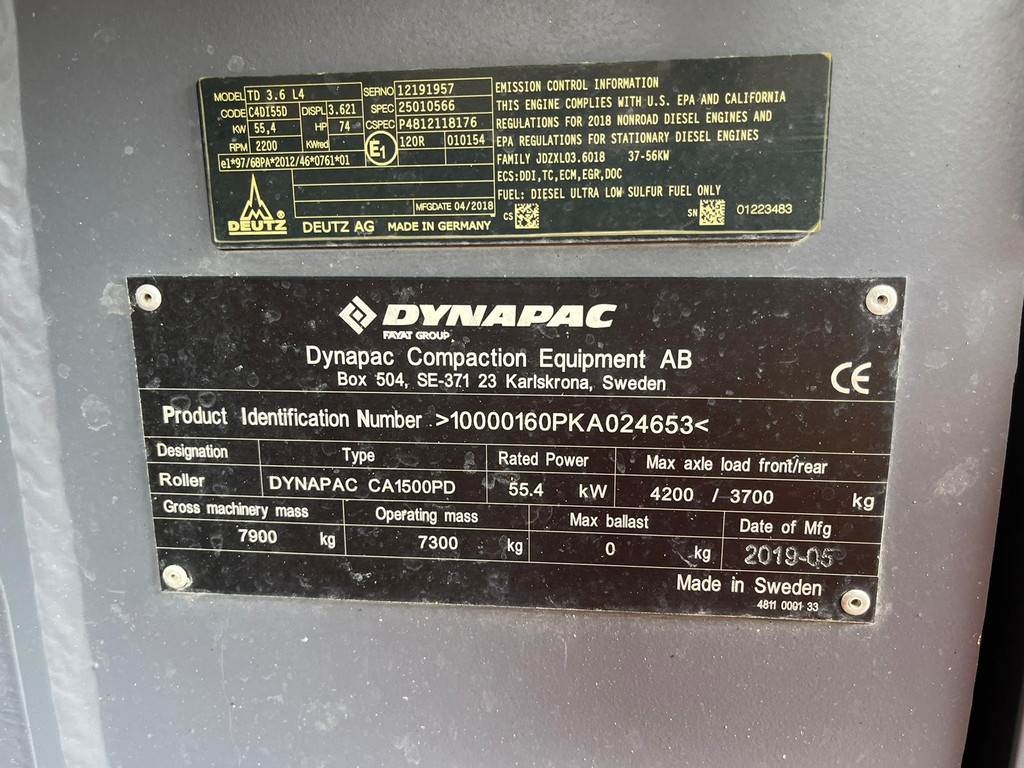 MODEL TD 3.6 L4 SERNO 12191957
CODE C4DI55D DISPL 3.621 SPEC 25010566
KW 55,4 HP 74 CSPEC P4812118176
RPM 2200 KWred E1 120R 010154
e1*97/68PA*2012/46*0761*01
MFGDATE 04/2018
DEUTZ ® DEUTZ AG MADE IN GERMANY
EMISSION CONTROL INFORMATION
THIS ENGINE COMPLIES WITH U.S. EPA AND CALIFORNIA
REGULATIONS FOR 2018 NONROAD DIESEL ENGINES AND
EPA REGULATIONS FOR STATIONARY DIESEL ENGINES
FAMILY JDZXL03.6018 37-56KW
ECS:DDI,TC,ECM,EGR,DOC
FUEL: DIESEL ULTRA LOW SULFUR FUEL ONLY
CS SN 01223483
DYNAPAC
FAYAT GROUP
Dynapac Compaction Equipment AB
Box 504, SE-371 23 Karlskrona, Sweden
CE
Product Identification Number >10000160PKA024653<
Designation Type Rated Power Max axle load front/rear
Roller DYNAPAC CA1500PD 55.4 kW 4200 / 3700 kg
Gross machinery mass Operating mass Max ballast Date of Mfg
7900 kg 7300 kg 0 kg 2019-05
Made in Sweden
4811 0001 33